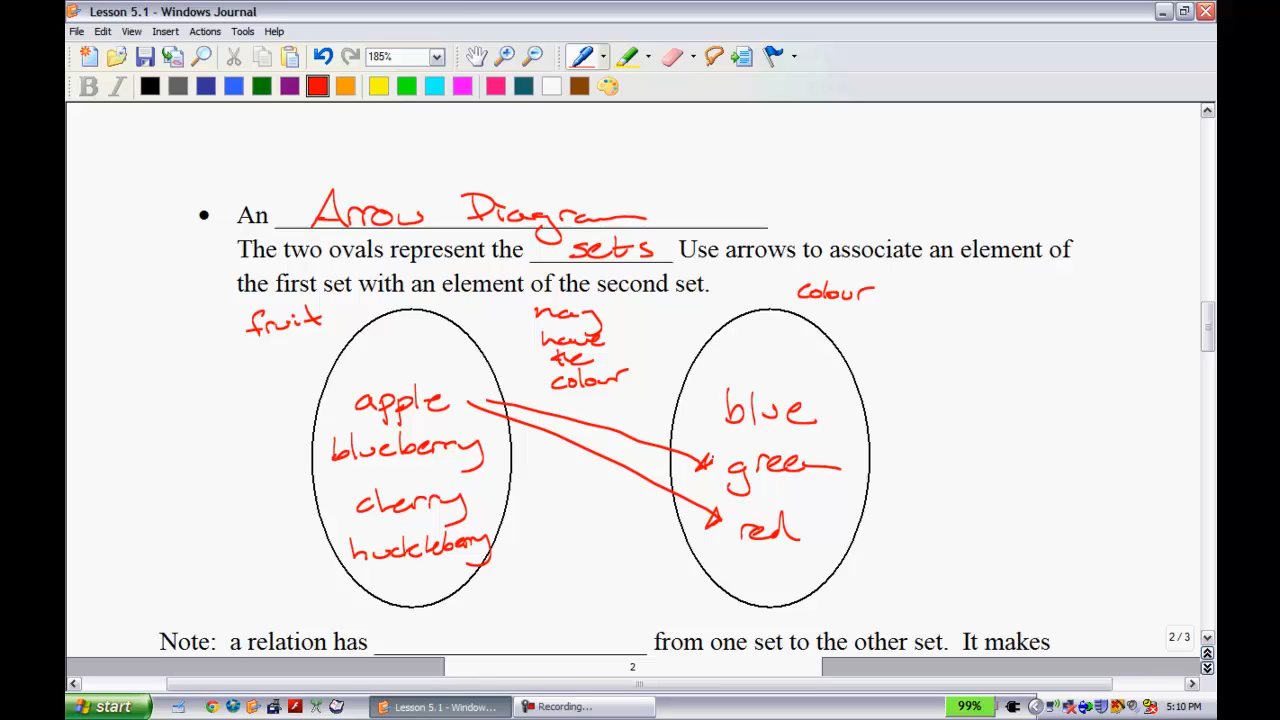 Lesson 5.1 - Windows Journal
File Edit View Insert Actions Tools Help
185%
B I
An Arrow Diagram
The two ovals represent the sets Use arrows to associate an element of
the first set with an element of the second set.
fruit
may
have
the
colour
colour
apple
blueberry
cherry
huckleberry
blue
green
red
Note: a relation has from one set to the other set. It makes
2/3
2
start
Lesson 5.1 - Window...
Recording...
99%
5:10 PM